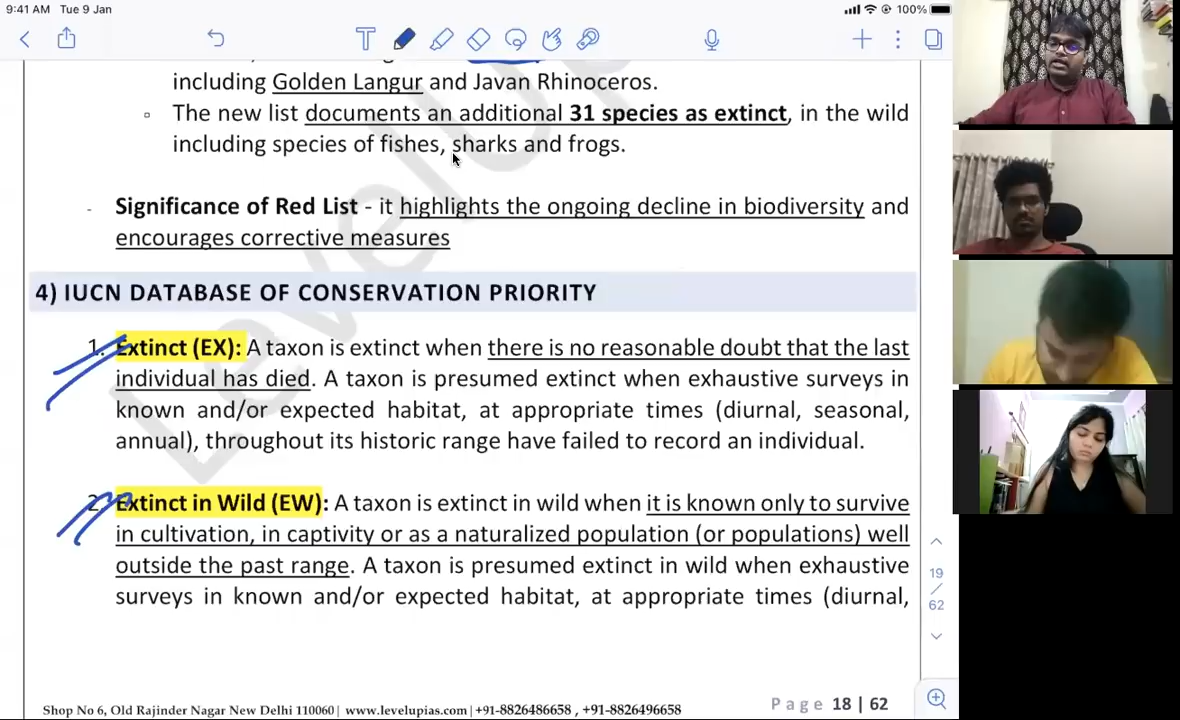 9:41 AM Tue 9 Jan
100%
including Golden Langur and Javan Rhinoceros.
The new list documents an additional 31 species as extinct, in the wild
including species of fishes, sharks and frogs.
- Significance of Red List - it highlights the ongoing decline in biodiversity and
encourages corrective measures
4) IUCN DATABASE OF CONSERVATION PRIORITY
1. Extinct (EX): A taxon is extinct when there is no reasonable doubt that the last
individual has died. A taxon is presumed extinct when exhaustive surveys in
known and/or expected habitat, at appropriate times (diurnal, seasonal,
annual), throughout its historic range have failed to record an individual.
2. Extinct in Wild (EW): A taxon is extinct in wild when it is known only to survive
in cultivation, in captivity or as a naturalized population (or populations) well
outside the past range. A taxon is presumed extinct in wild when exhaustive
surveys in known and/or expected habitat, at appropriate times (diurnal,
19
/
62
Page 18 | 62
Shop No 6, Old Rajinder Nagar New Delhi 110060 | www.levelupias.com | +91-8826486658 , +91-8826496658